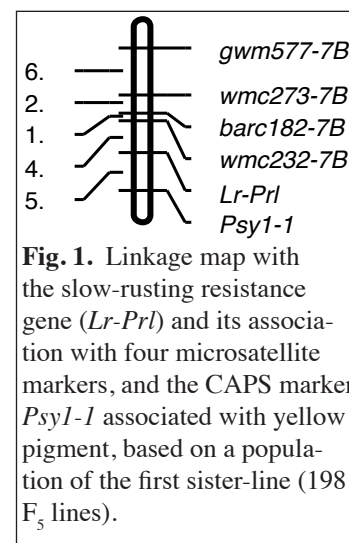 gwm577-7B
6.
wmc273-7B
2.
barc182-7B
1.
wmc232-7B
4.
Lr-Prl
5.
Psy1-1
Fig. 1. Linkage map with
the slow-rusting resistance
gene (Lr-Prl) and its associa-
tion with four microsatellite
markers, and the CAPS marker
Psy1-1 associated with yellow
pigment, based on a popula-
tion of the first sister-line (198
F5 lines).